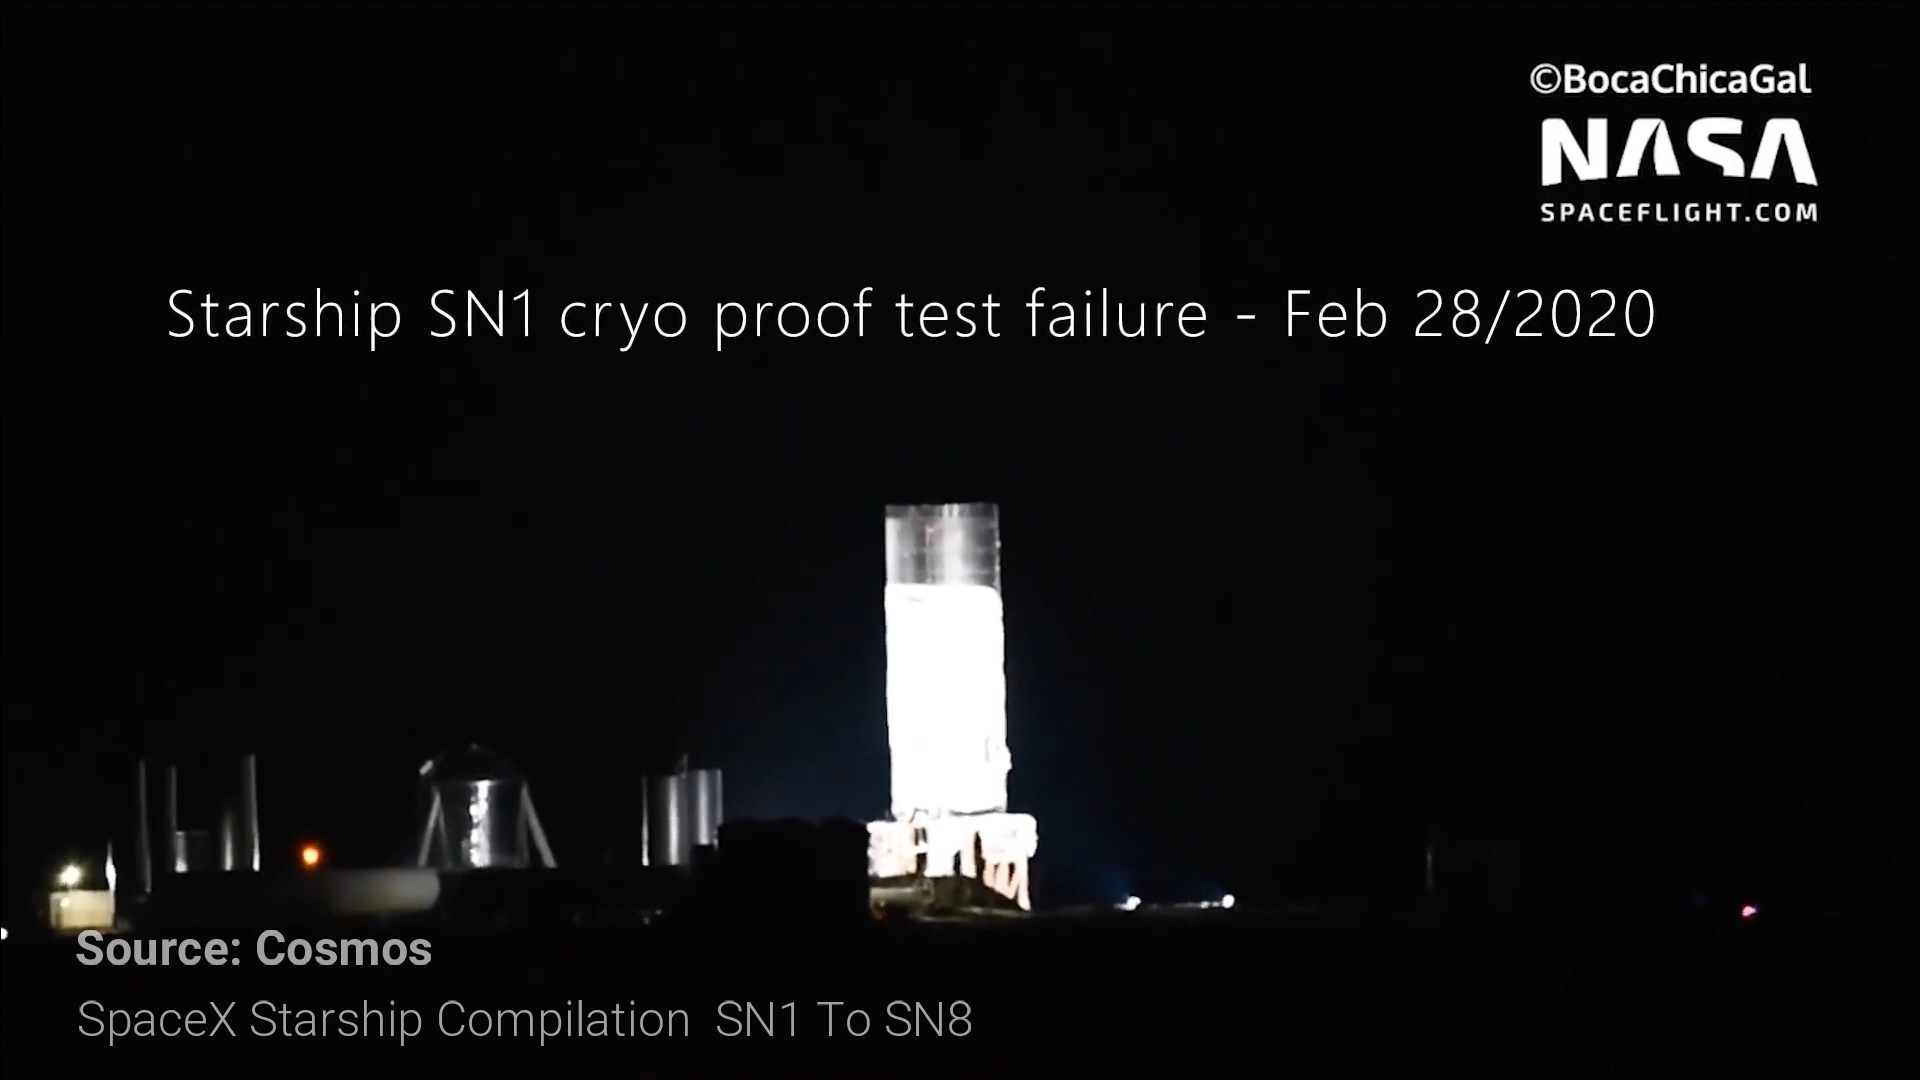 ©BocaChicaGal
NASA
SPACEFLIGHT.COM
Starship SN1 cryo proof test failure - Feb 28/2020
Source: Cosmos
SpaceX Starship Compilation SN1 To SN8